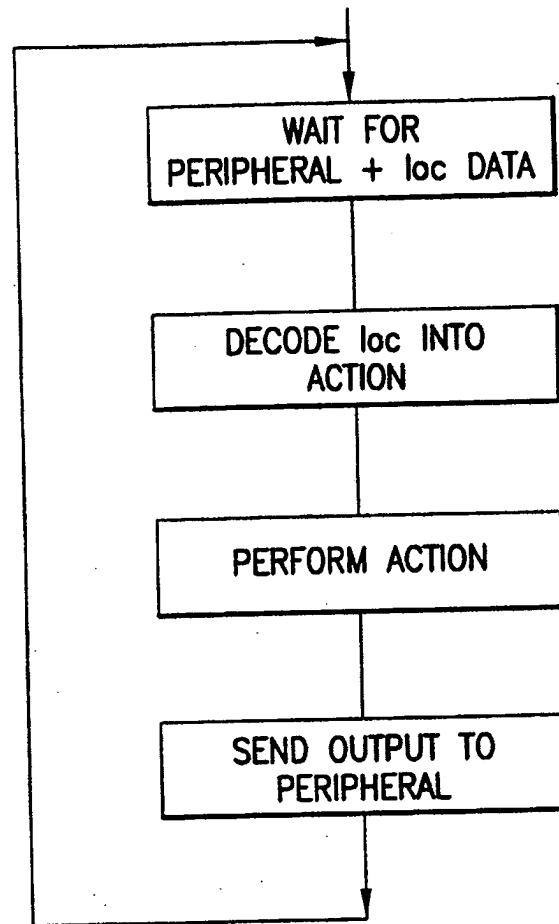 WAIT FOR
PERIPHERAL + loc DATA
DECODE loc INTO
ACTION
PERFORM ACTION
SEND OUTPUT TO
PERIPHERAL